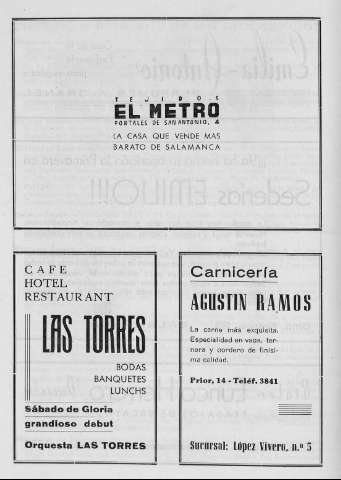 TEJIDOS
EL METRO
PORTALES DE SAN ANTONIO, 4
LA CASA QUE VENDE MAS
BARATO DE SALAMANCA
CAFE
HOTEL
RESTAURANT
LAS TORRES
BODAS
BANQUETES
LUNCHS
Sábado de Gloria
grandioso debut
Orquesta LAS TORRES
Carnicería
AGUSTIN RAMOS
La carne más exquisita.
Especialidad en vaca, ter-
nera y cordero de finísi-
ma calidad.
Prior, 14 - Teléf. 3841
Sucursal: López Vivero, n.º 5